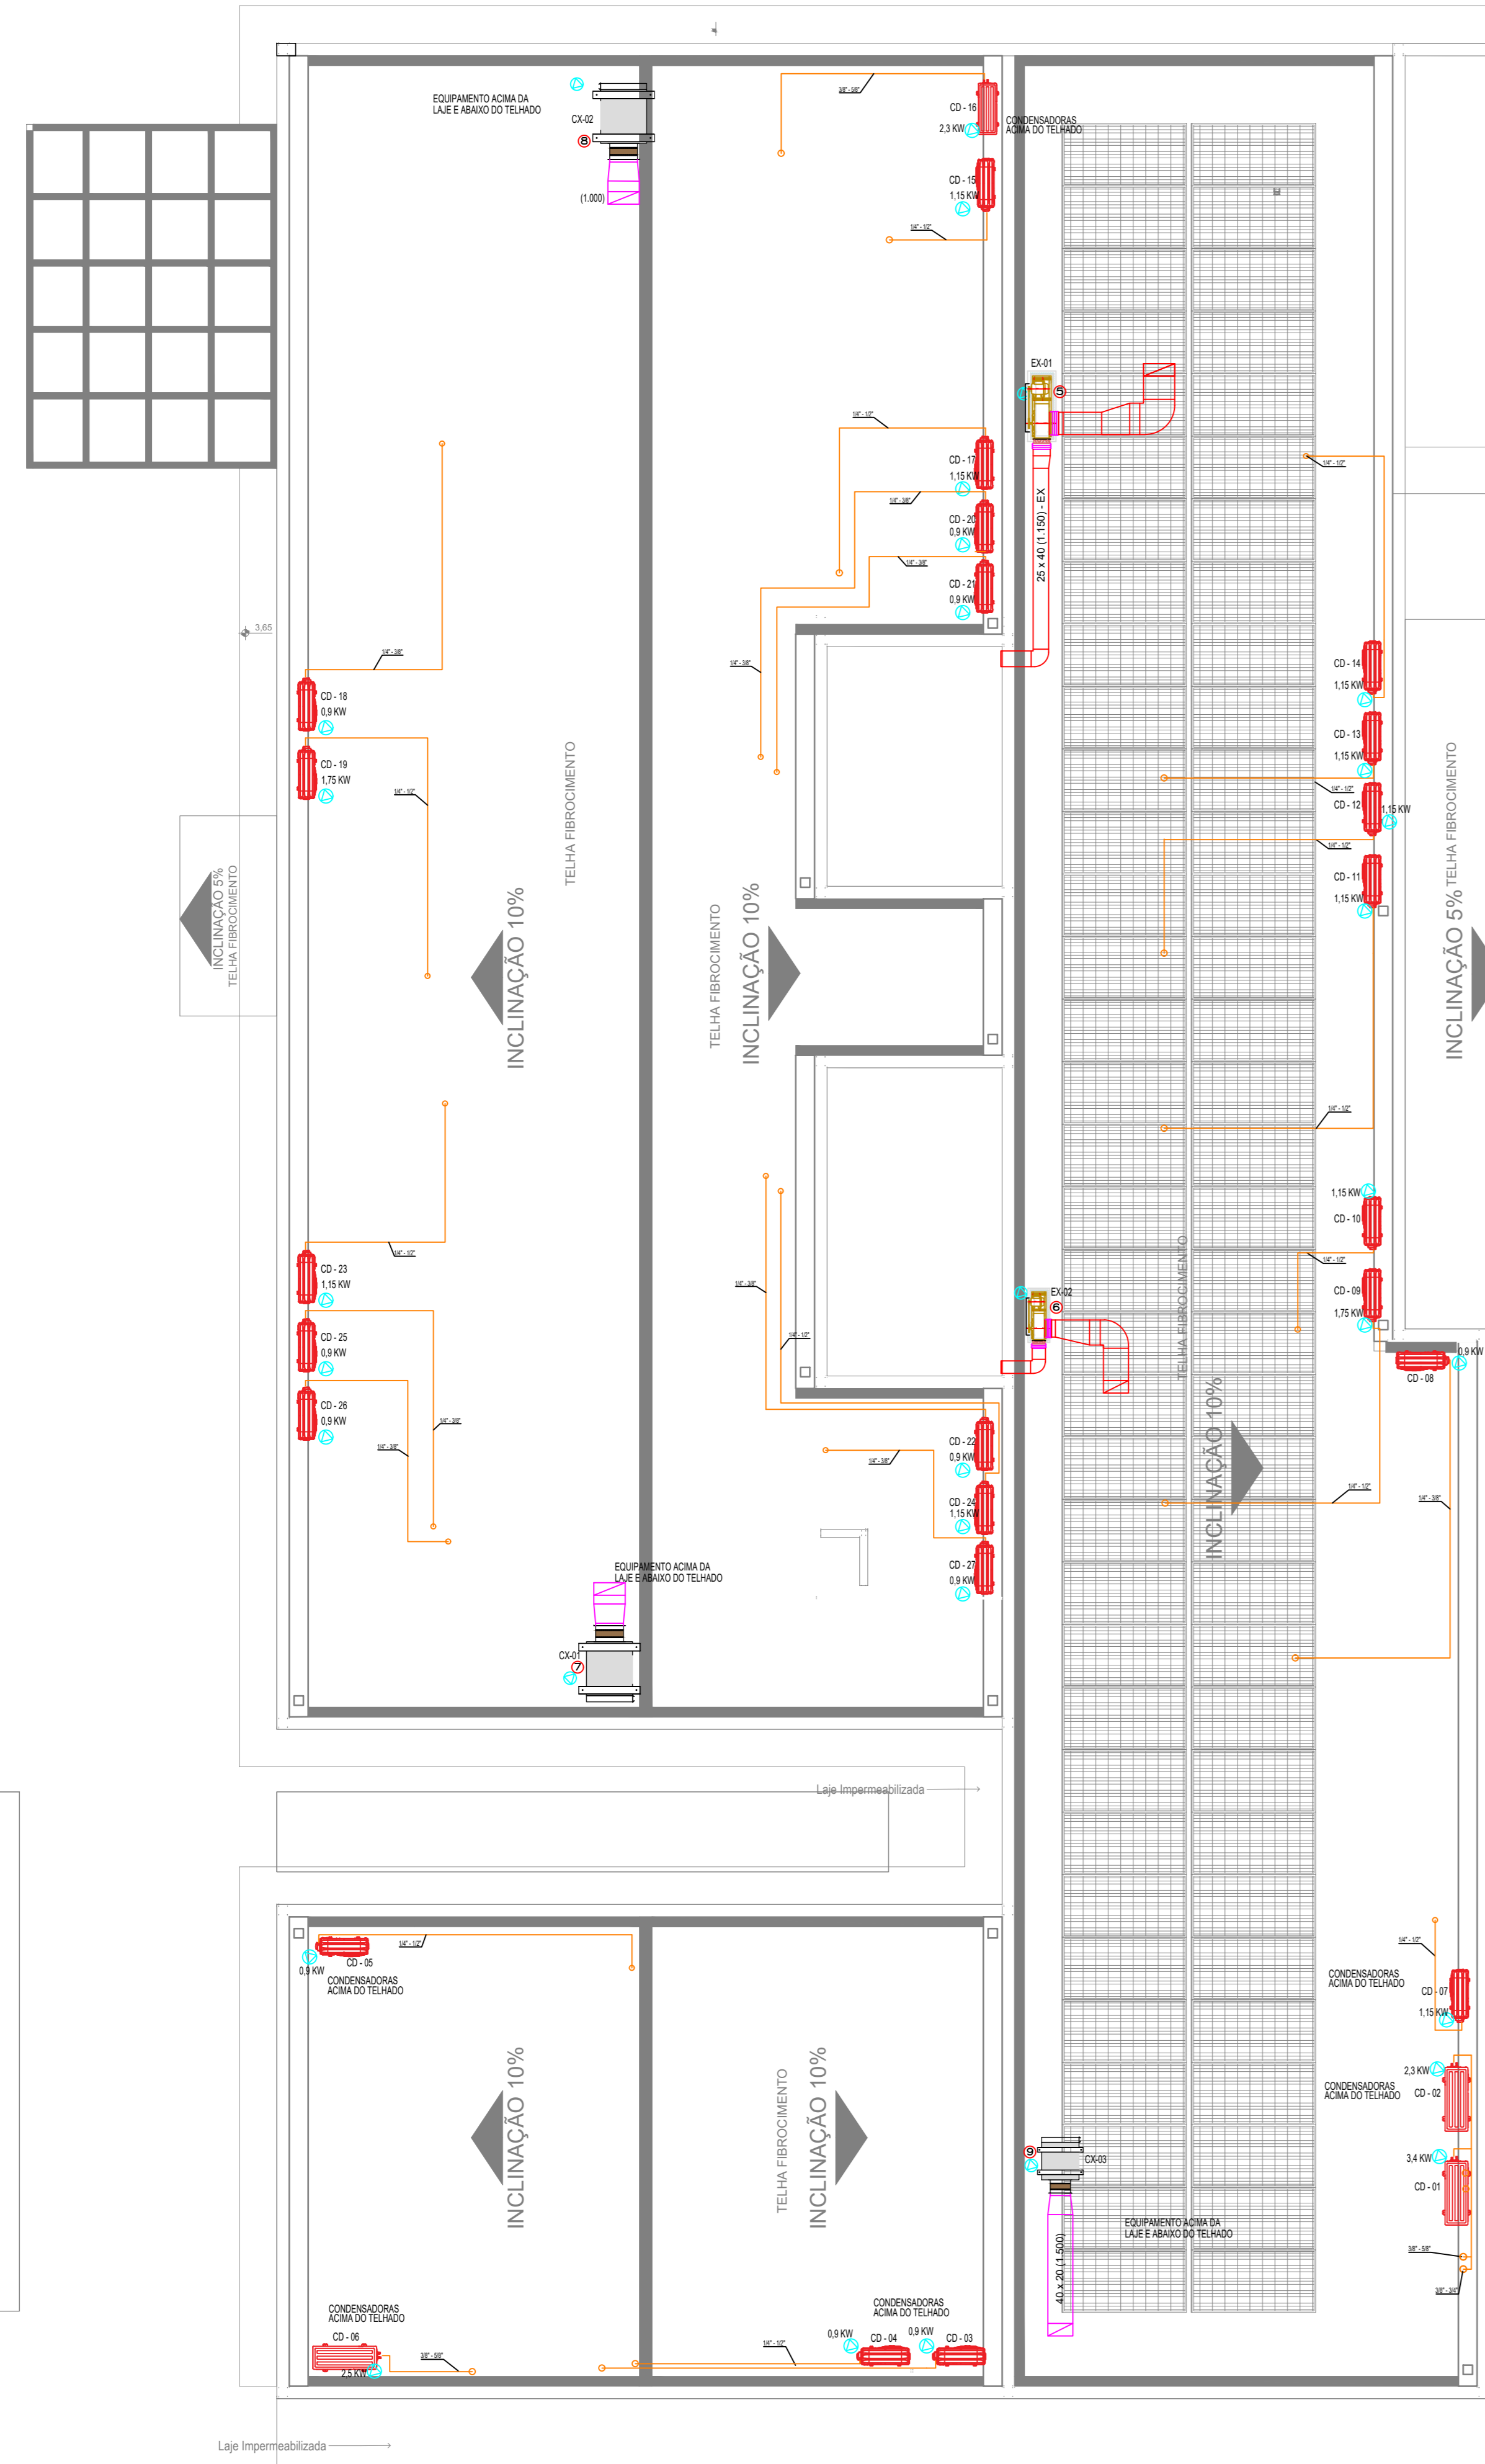 EQUIPAMENTO ACIMA DA
LAJE E ABAIXO DO TELHADO
CX-02
8
(1.000)
3/8" - 5/8"
CD - 16
2,3 KW
CONDENSADORAS
ACIMA DO TELHADO
CD - 15
1,15 KW
1/4" - 1/2"
EX-01
5
25 x 40 (1.150) - EX
1/4" - 1/2"
CD - 17
1,15 KW
1/4" - 3/8"
CD - 20
0,9 KW
1/4" - 3/8"
CD - 21
0,9 KW
1/4" - 3/8"
1/4" - 1/2"
3,65
1/4" - 3/8"
CD - 18
0,9 KW
CD - 19
1,75 KW
1/4" - 1/2"
CD - 14
1,15 KW
CD - 13
1,15 KW
1/4" - 1/2"
CD - 12
1,15 KW
1/4" - 1/2"
CD - 11
1,15 KW
TELHA FIBROCIMENTO
INCLINAÇÃO 10%
INCLINAÇÃO 5%
TELHA FIBROCIMENTO
TELHA FIBROCIMENTO
INCLINAÇÃO 10%
INCLINAÇÃO 5%
TELHA FIBROCIMENTO
1/4" - 1/2"
1,15 KW
CD - 10
1/4" - 1/2"
CD - 09
1,75 KW
0,9 KW
CD - 08
1/4" - 1/2"
CD - 23
1,15 KW
CD - 25
0,9 KW
CD - 26
0,9 KW
1/4" - 3/8"
1/4" - 3/8"
1/4" - 3/8"
1/4" - 1/2"
EX-02
6
TELHA FIBROCIMENTO
INCLINAÇÃO 10%
CD - 22
0,9 KW
1/4" - 3/8"
CD - 24
1,15 KW
CD - 27
0,9 KW
1/4" - 1/2"
1/4" - 3/8"
EQUIPAMENTO ACIMA DA
LAJE E ABAIXO DO TELHADO
CX-01
7
Laje Impermeabilizada
1/4" - 1/2"
0,9 KW
CD - 05
CONDENSADORAS
ACIMA DO TELHADO
1/4" - 1/2"
CONDENSADORAS
ACIMA DO TELHADO
CD - 07
1,15 KW
2,3 KW
CONDENSADORAS
ACIMA DO TELHADO
CD - 02
3,4 KW
CD - 01
INCLINAÇÃO 10%
TELHA FIBROCIMENTO
INCLINAÇÃO 10%
9
CX-03
EQUIPAMENTO ACIMA DA
LAJE E ABAIXO DO TELHADO
40 x 20 (1.500)
3/8" - 5/8"
3/8" - 3/4"
CONDENSADORAS
ACIMA DO TELHADO
CD - 06
2,5 KW
3/8" - 5/8"
CONDENSADORAS
ACIMA DO TELHADO
0,9 KW
CD - 04
0,9 KW
CD - 03
1/4" - 1/2"
Laje Impermeabilizada